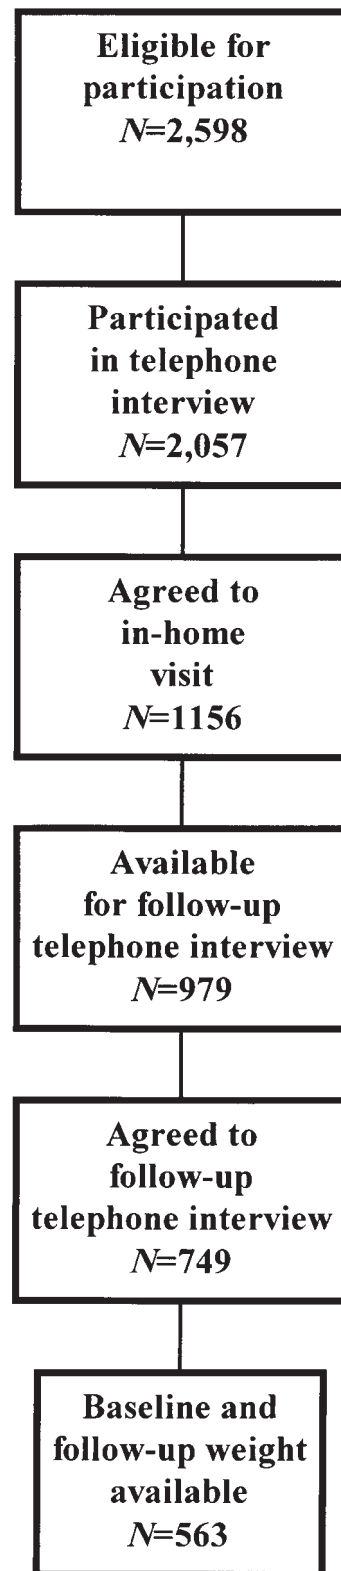 Eligible for
participation
N=2,598
Participated
in telephone
interview
N=2,057
Agreed to
in-home
visit
N=1156
Available
for follow-up
telephone interview
N=979
Agreed to
follow-up
telephone interview
N=749
Baseline and
follow-up weight
available
N=563